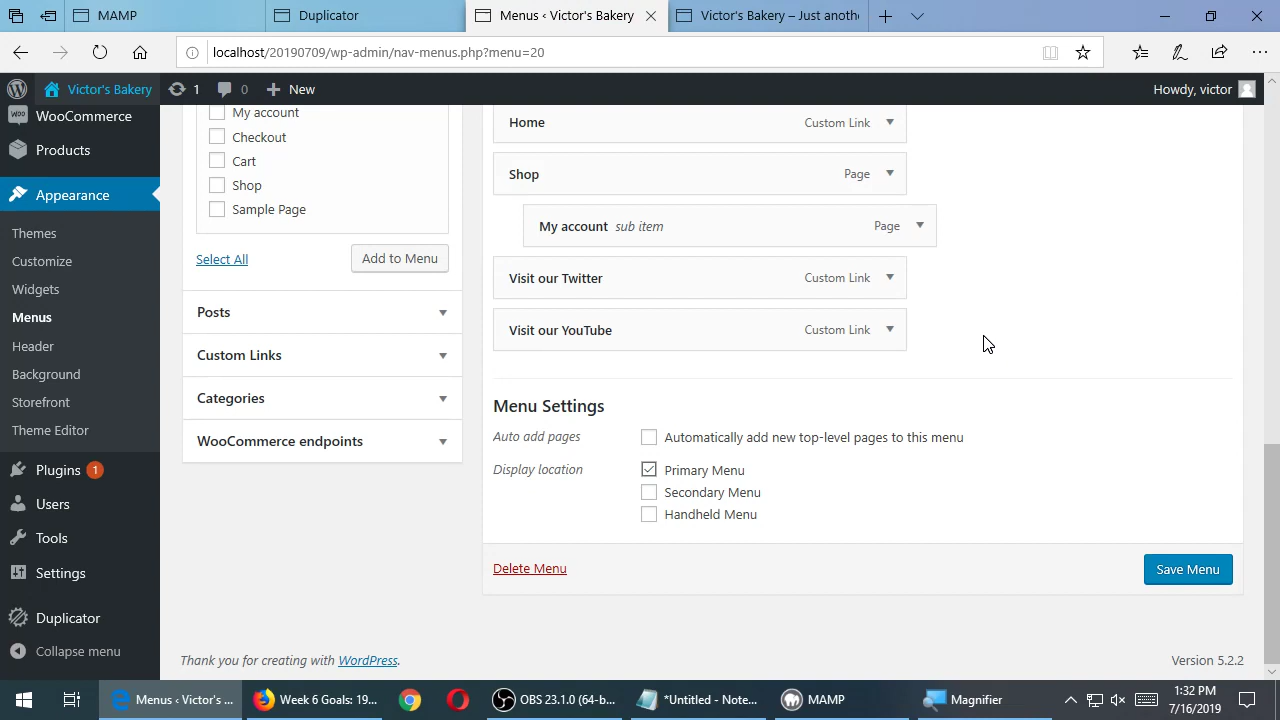 MAMP
Duplicator
Menus ‹ Victor's Bakery
Victor's Bakery – Just anoth
localhost/20190709/wp-admin/nav-menus.php?menu=20
Victor's Bakery
1
0
New
Howdy, victor
WooCommerce
Products
Appearance
Themes
Customize
Widgets
Menus
Header
Background
Storefront
Theme Editor
Plugins 1
Users
Tools
Settings
Duplicator
Collapse menu
My account
Checkout
Cart
Shop
Sample Page
Select All
Add to Menu
Posts
Custom Links
Categories
WooCommerce endpoints
Home Custom Link
Shop Page
My account sub item Page
Visit our Twitter Custom Link
Visit our YouTube Custom Link
Menu Settings
Auto add pages
Automatically add new top-level pages to this menu
Display location
Primary Menu
Secondary Menu
Handheld Menu
Delete Menu
Save Menu
Thank you for creating with WordPress.
Version 5.2.2
Menus ‹ Victor's ...
Week 6 Goals: 19...
OBS 23.1.0 (64-b...
*Untitled - Note...
MAMP
Magnifier
1:32 PM
7/16/2019